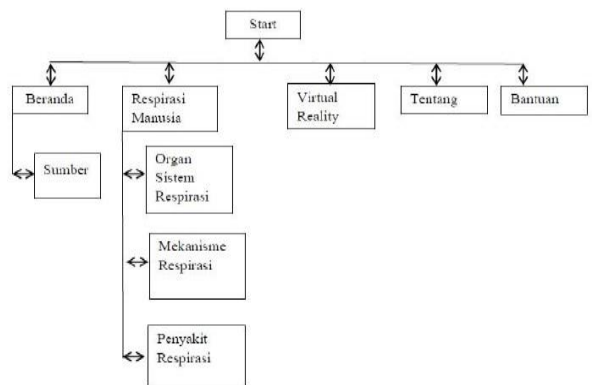 Start
Beranda
Respirasi
Manusia
Virtual
Reality
Tentang
Bantuan
Sumber
Organ
Sistem
Respirasi
Mekanisme
Respirasi
Penyakit
Respirasi